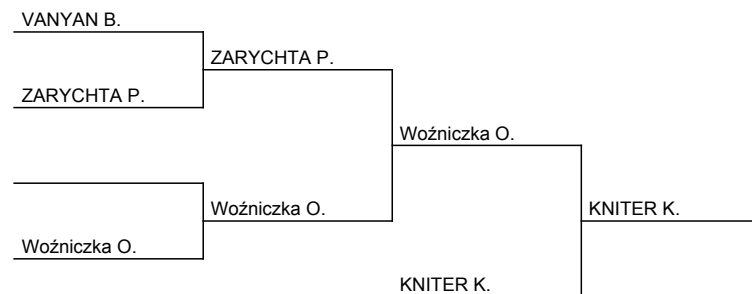 VANYAN B.
ZARYCHTA P.
ZARYCHTA P.
Woźniczka O.
Woźniczka O.
KNITER K.
Woźniczka O.
KNITER K.